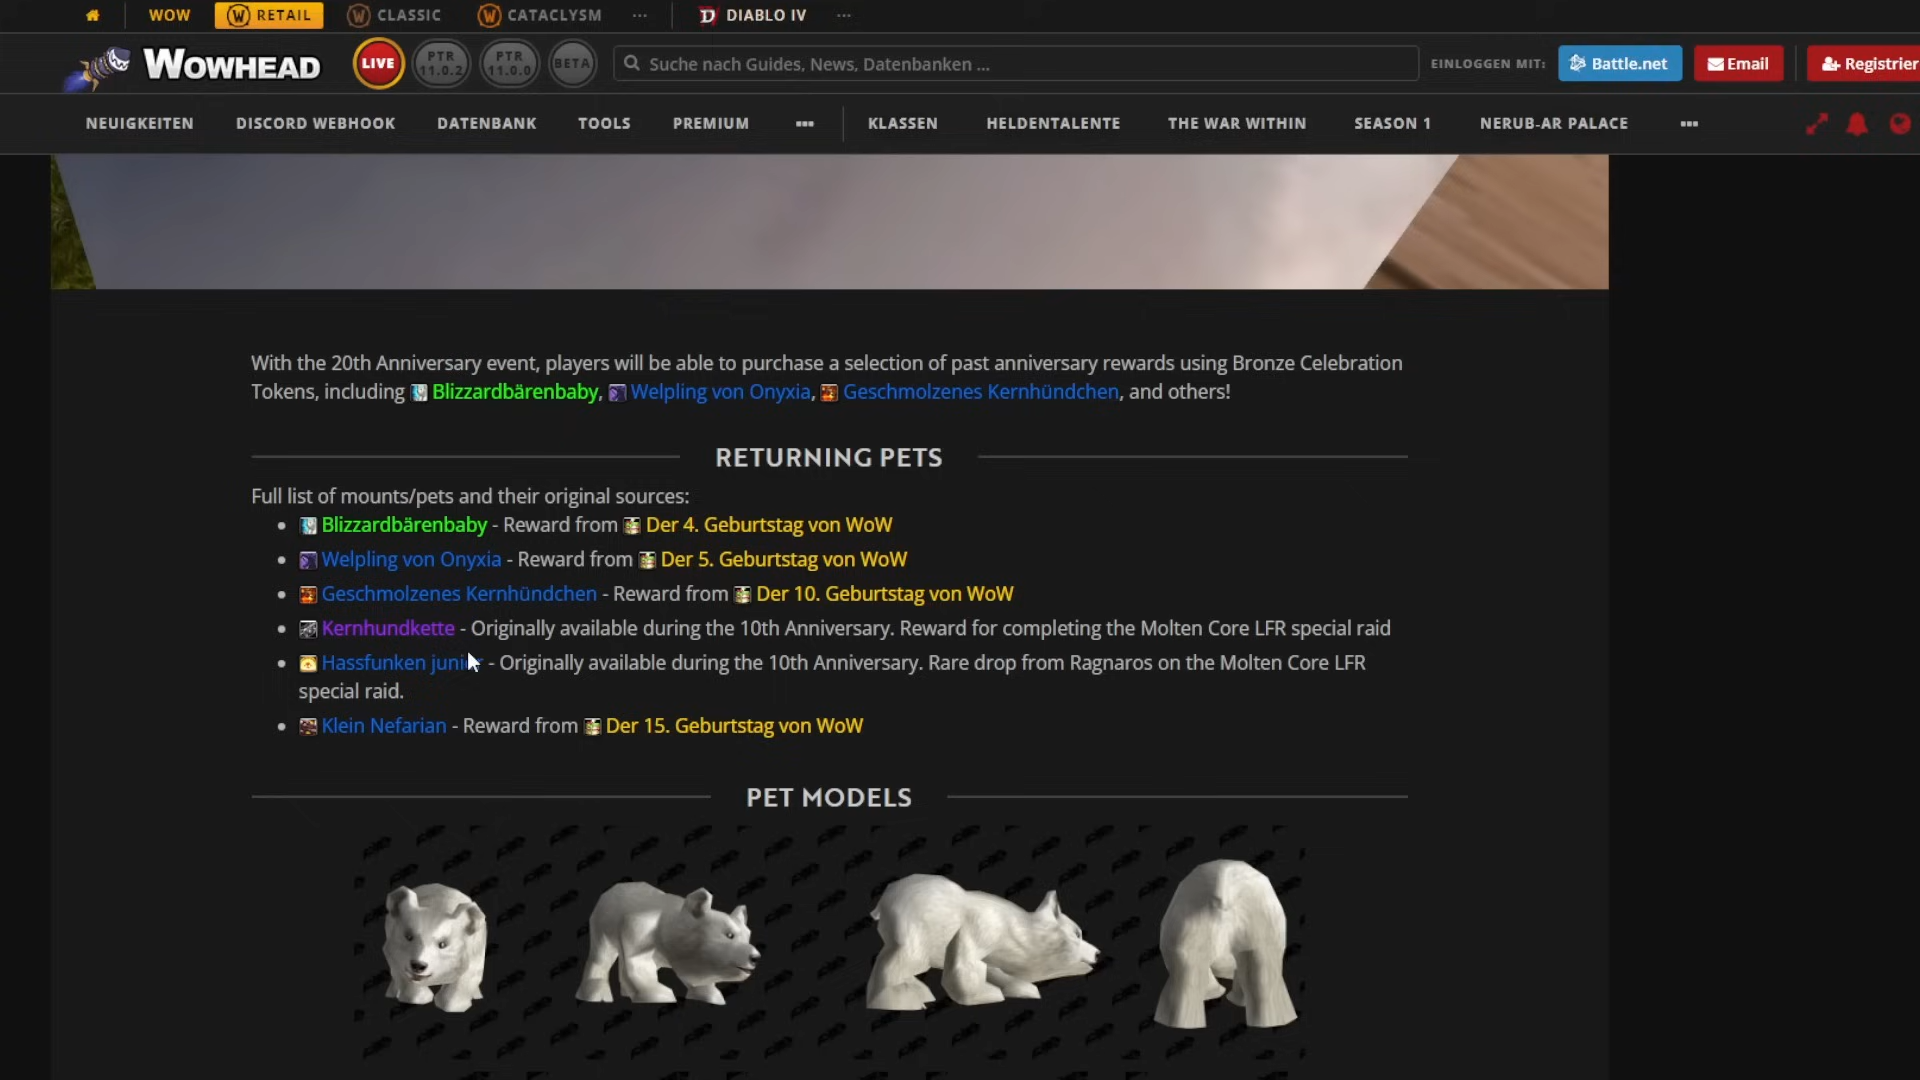 WOW RETAIL CLASSIC CATACLYSM ... DIABLO IV ...
WOWHEAD LIVE PTR 11.0.2 PTR 11.0.0 BETA Suche nach Guides, News, Datenbanken ... EINLOGGEN MIT: Battle.net Email Registrier
NEUIGKEITEN DISCORD WEBHOOK DATENBANK TOOLS PREMIUM ... KLASSEN HELDENTALENTE THE WAR WITHIN SEASON 1 NERUB-AR PALACE ...
With the 20th Anniversary event, players will be able to purchase a selection of past anniversary rewards using Bronze Celebration
Tokens, including Blizzardbärenbaby, Welpling von Onyxia, Geschmolzenes Kernhündchen, and others!
RETURNING PETS
Full list of mounts/pets and their original sources:
• Blizzardbärenbaby - Reward from Der 4. Geburtstag von WoW
• Welpling von Onyxia - Reward from Der 5. Geburtstag von WoW
• Geschmolzenes Kernhündchen - Reward from Der 10. Geburtstag von WoW
• Kernhundkette - Originally available during the 10th Anniversary. Reward for completing the Molten Core LFR special raid
• Hassfunken junior - Originally available during the 10th Anniversary. Rare drop from Ragnaros on the Molten Core LFR
special raid.
• Klein Nefarian - Reward from Der 15. Geburtstag von WoW
PET MODELS